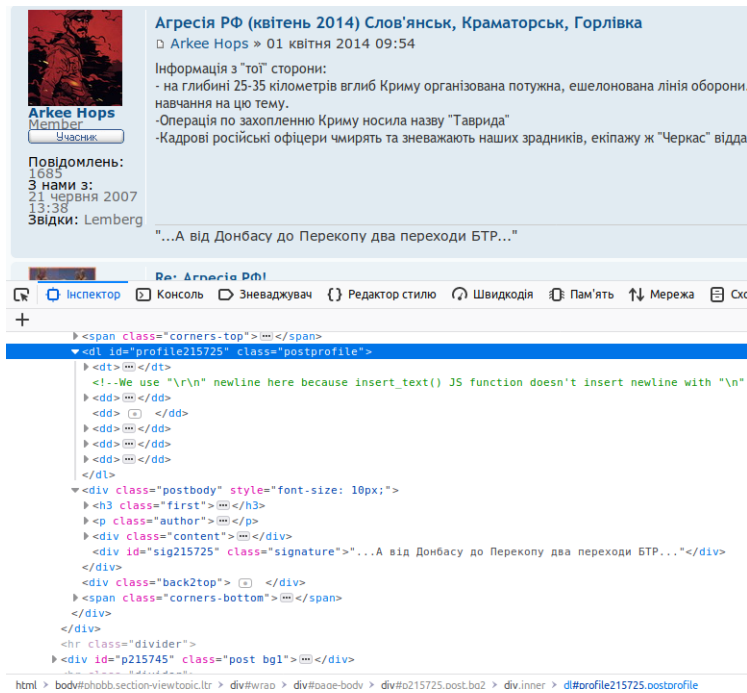 Агресія РФ (квітень 2014) Слов'янськ, Краматорськ, Горлівка
Arkee Hops » 01 квітня 2014 09:54
Інформація з "тої" сторони:
- на глибині 25-35 кілометрів вглиб Криму організована потужна, ешелонована лінія оборони.
навчання на цю тему.
-Операція по захопленню Криму носила назву "Таврида"
-Кадрові російські офіцери чмирять та зневажають наших зрадників, екіпажу ж "Черкас" відда
Arkee Hops
Member
Учасник
Повідомлень:
1685
З нами з:
21 червня 2007
13:38
Звідки: Lemberg
"...А від Донбасу до Перекопу два переходи БТР..."
Re: Агресія РФ!
Інспектор Консоль Зневаджувач Редактор стилю Швидкодія Пам'ять Мережа Схо
+
<span class="corners-top"></span>
<dl id="profile215725" class="postprofile">
<dt></dt>
<!--We use "\r\n" newline here because insert_text() JS function doesn't insert newline with "\n"
<dd></dd>
<dd> </dd>
<dd></dd>
<dd></dd>
<dd></dd>
</dl>
<div class="postbody" style="font-size: 10px;">
<h3 class="first"></h3>
<p class="author"></p>
<div class="content"></div>
<div id="sig215725" class="signature">"...А від Донбасу до Перекопу два переходи БТР..."</div>
</div>
<div class="back2top"> </div>
<span class="corners-bottom"></span>
</div>
</div>
<hr class="divider">
<div id="p215745" class="post bg1"></div>
<hr class="divider">
html > body#phpbb.section-viewtopic.ltr > div#wrap > div#page-body > div#p215725.post.bg2 > div.inner > dl#profile215725.postprofile